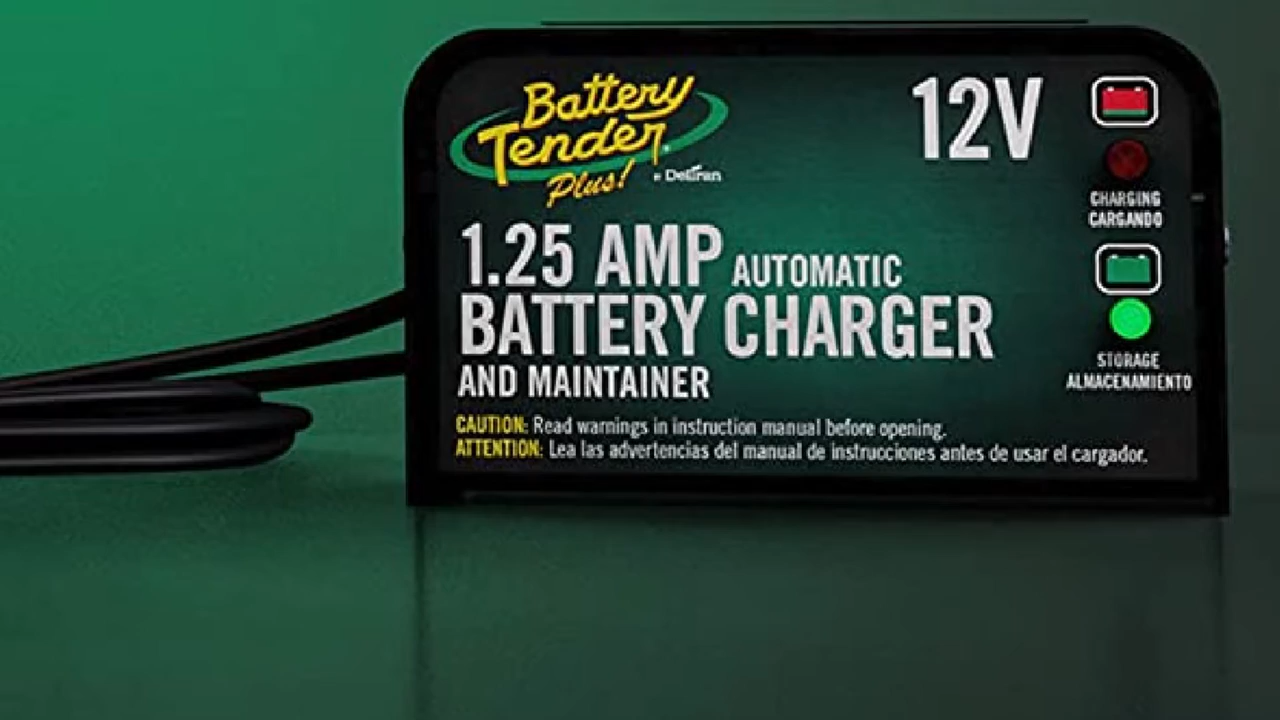 Battery
Tender®
Plus! Deltran
12V
1.25 AMP AUTOMATIC
BATTERY CHARGER
AND MAINTAINER
CAUTION: Read warnings in instruction manual before opening.
ATTENTION: Lea las advertencias del manual de instrucciones antes de usar el cargador.
CHARGING
CARGANDO
STORAGE
ALMACENAMIENTO